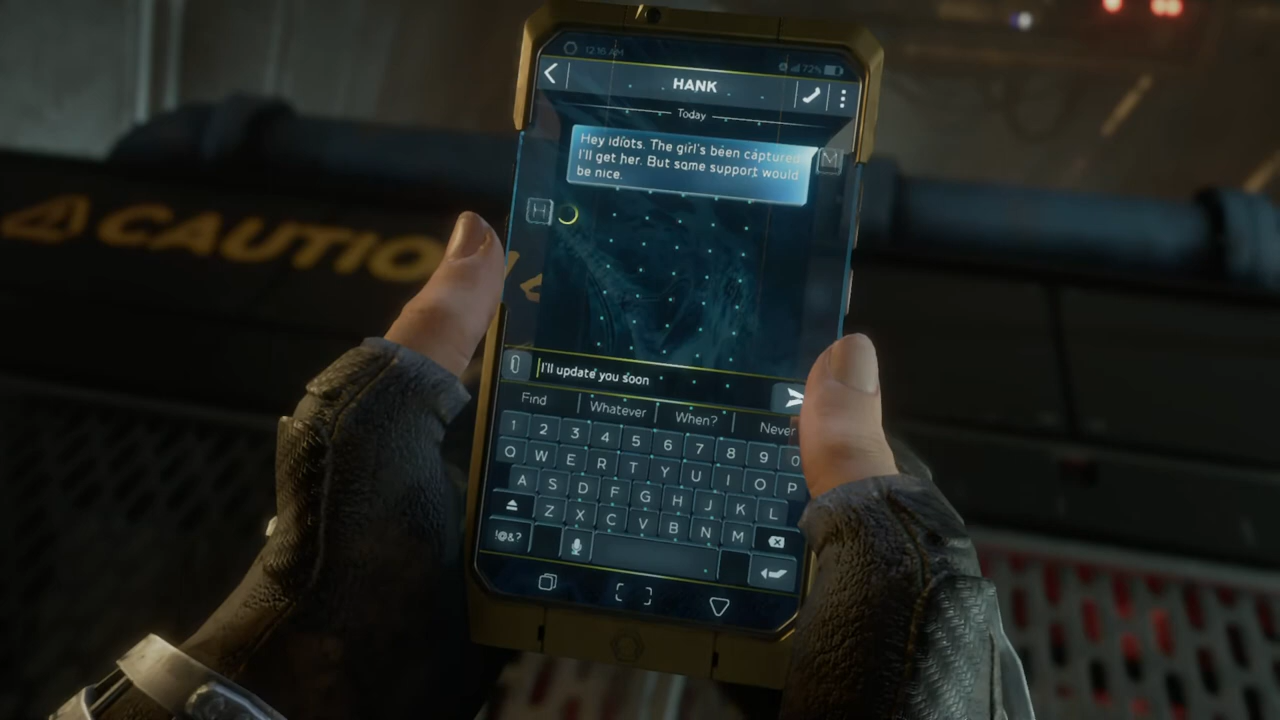 12:16 AM
72%
HANK
Today
Hey idiots. The girl's been captured
I'll get her. But some support would
be nice.
M
H
CAUTIO
I'll update you soon
Find Whatever When? Never
1 2 3 4 5 6 7 8 9 0
Q W E R T Y U I O P
A S D F G H J K L
Z X C V B N M
!@&?